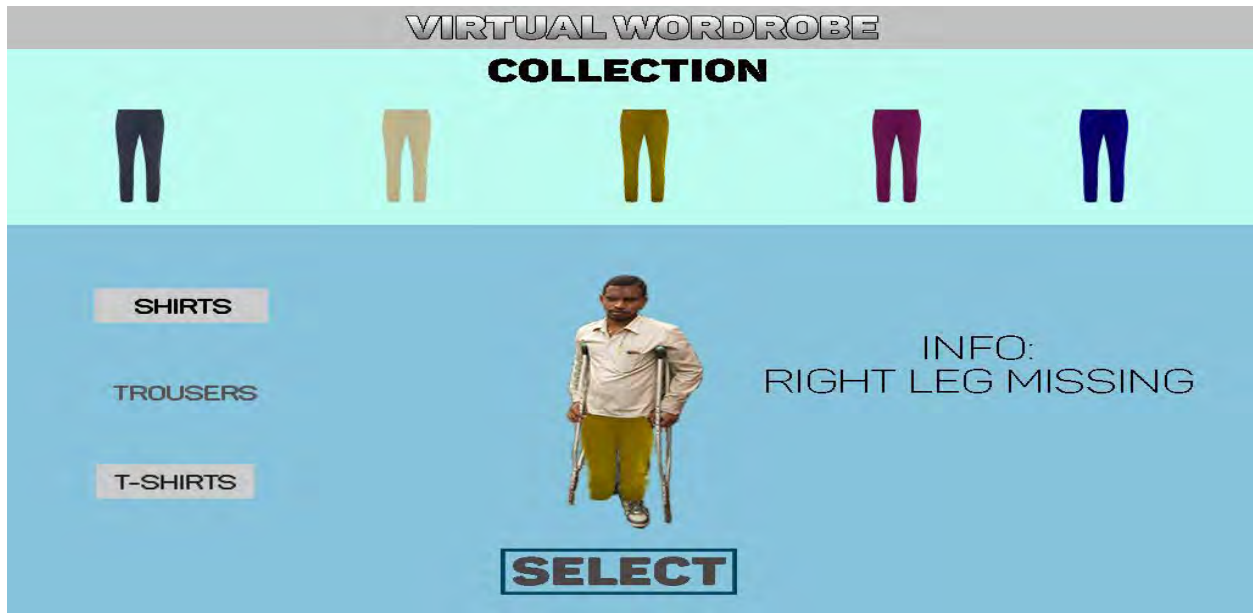 VIRTUAL WORDROBE
COLLECTION
SHIRTS
TROUSERS
T-SHIRTS
INFO:
RIGHT LEG MISSING
SELECT